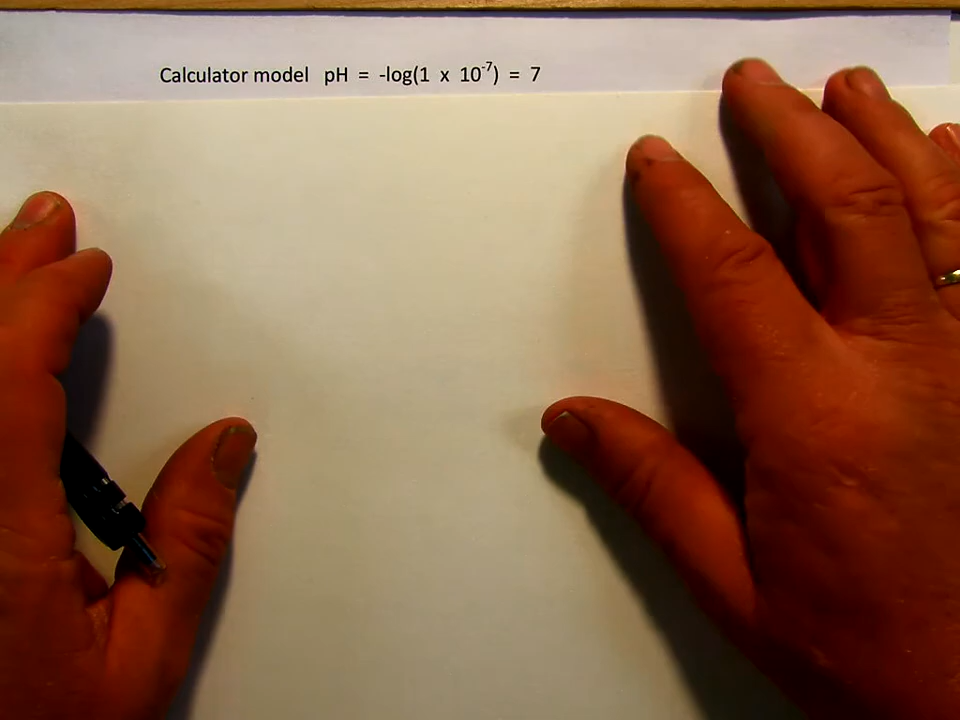 Calculator model pH = -log(1 x 10⁻⁷) = 7